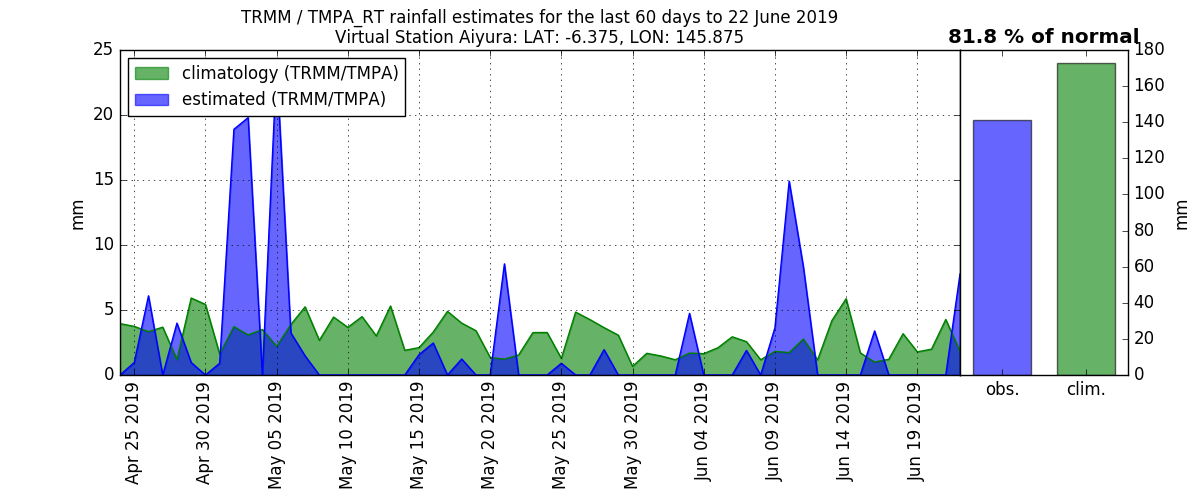 TRMM / TMPA_RT rainfall estimates for the last 60 days to 22 June 2019
Virtual Station Aiyura: LAT: -6.375, LON: 145.875
81.8 % of normal
climatology (TRMM/TMPA)
estimated (TRMM/TMPA)
25
20
15
10
5
0
mm
Apr 25 2019
Apr 30 2019
May 05 2019
May 10 2019
May 15 2019
May 20 2019
May 25 2019
May 30 2019
Jun 04 2019
Jun 09 2019
Jun 14 2019
Jun 19 2019
obs.
clim.
180
160
140
120
100
80
60
40
20
0
mm